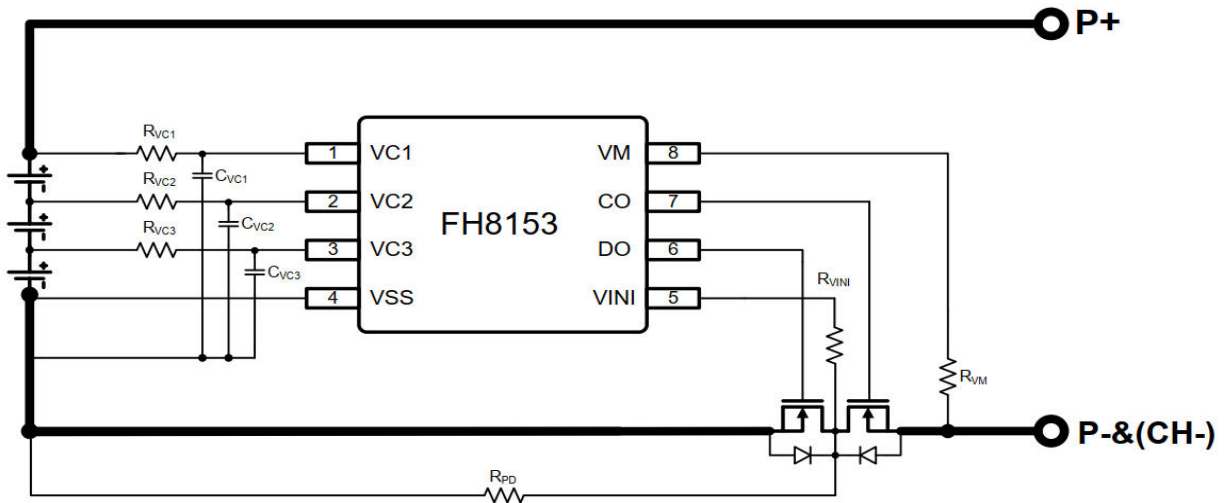 P+
RVC1
1 VC1 VM 8
CVC1
RVC2
2 VC2 CO 7
FH8153
CVC2
RVC3
3 VC3 DO 6
CVC3
RVINI
4 VSS VINI 5
RVM
P-&(CH-)
RPD